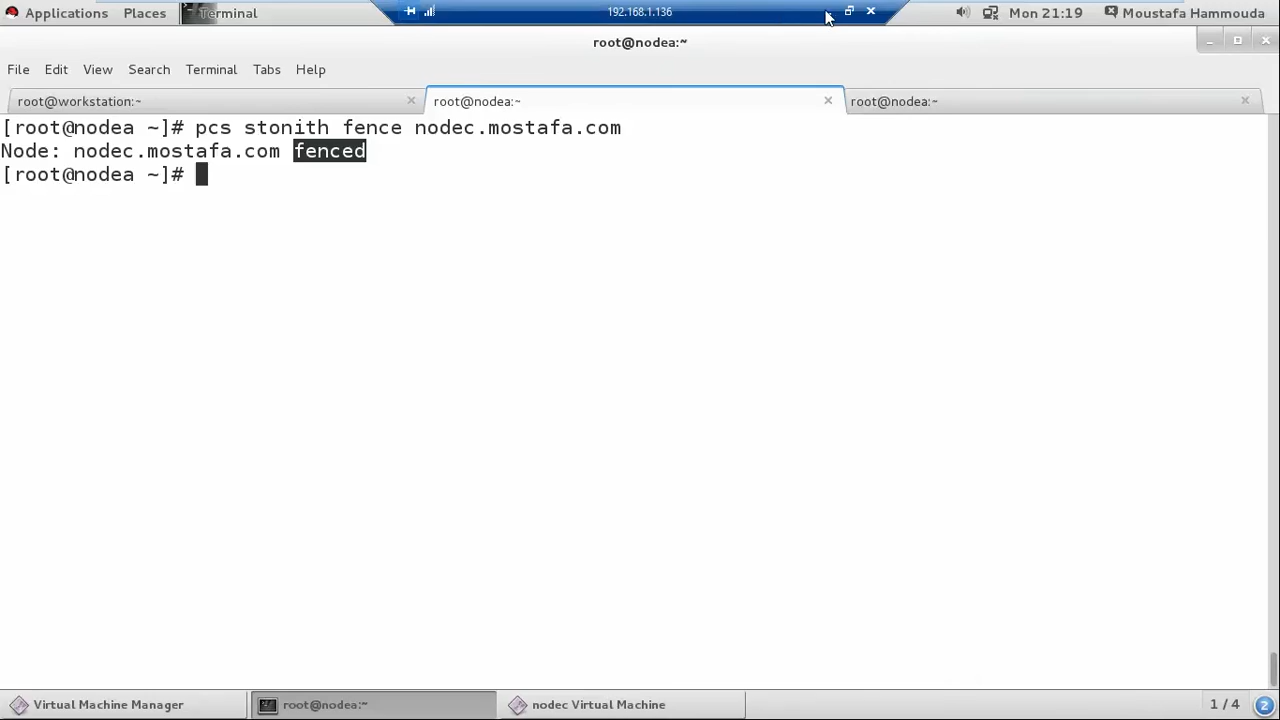 Applications Places Terminal 192.168.1.136 Mon 21:19 Moustafa Hammouda
root@nodea:~
File Edit View Search Terminal Tabs Help
root@workstation:~ root@nodea:~ root@nodea:~
[root@nodea ~]# pcs stonith fence nodec.mostafa.com
Node: nodec.mostafa.com fenced
[root@nodea ~]#
Virtual Machine Manager root@nodea:~ nodec Virtual Machine 1 / 4 2